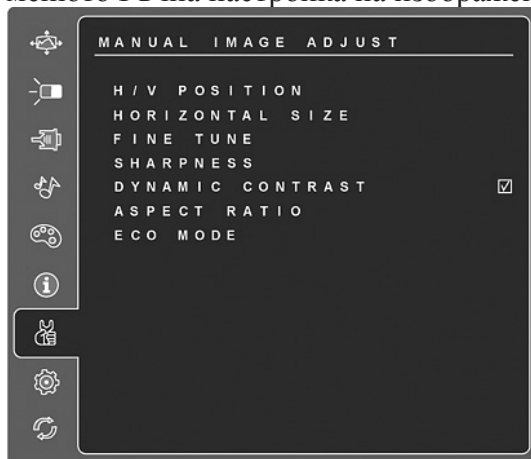 MANUAL IMAGE ADJUST
H/V POSITION
HORIZONTAL SIZE
FINE TUNE
SHARPNESS
DYNAMIC CONTRAST
ASPECT RATIO
ECO MODE